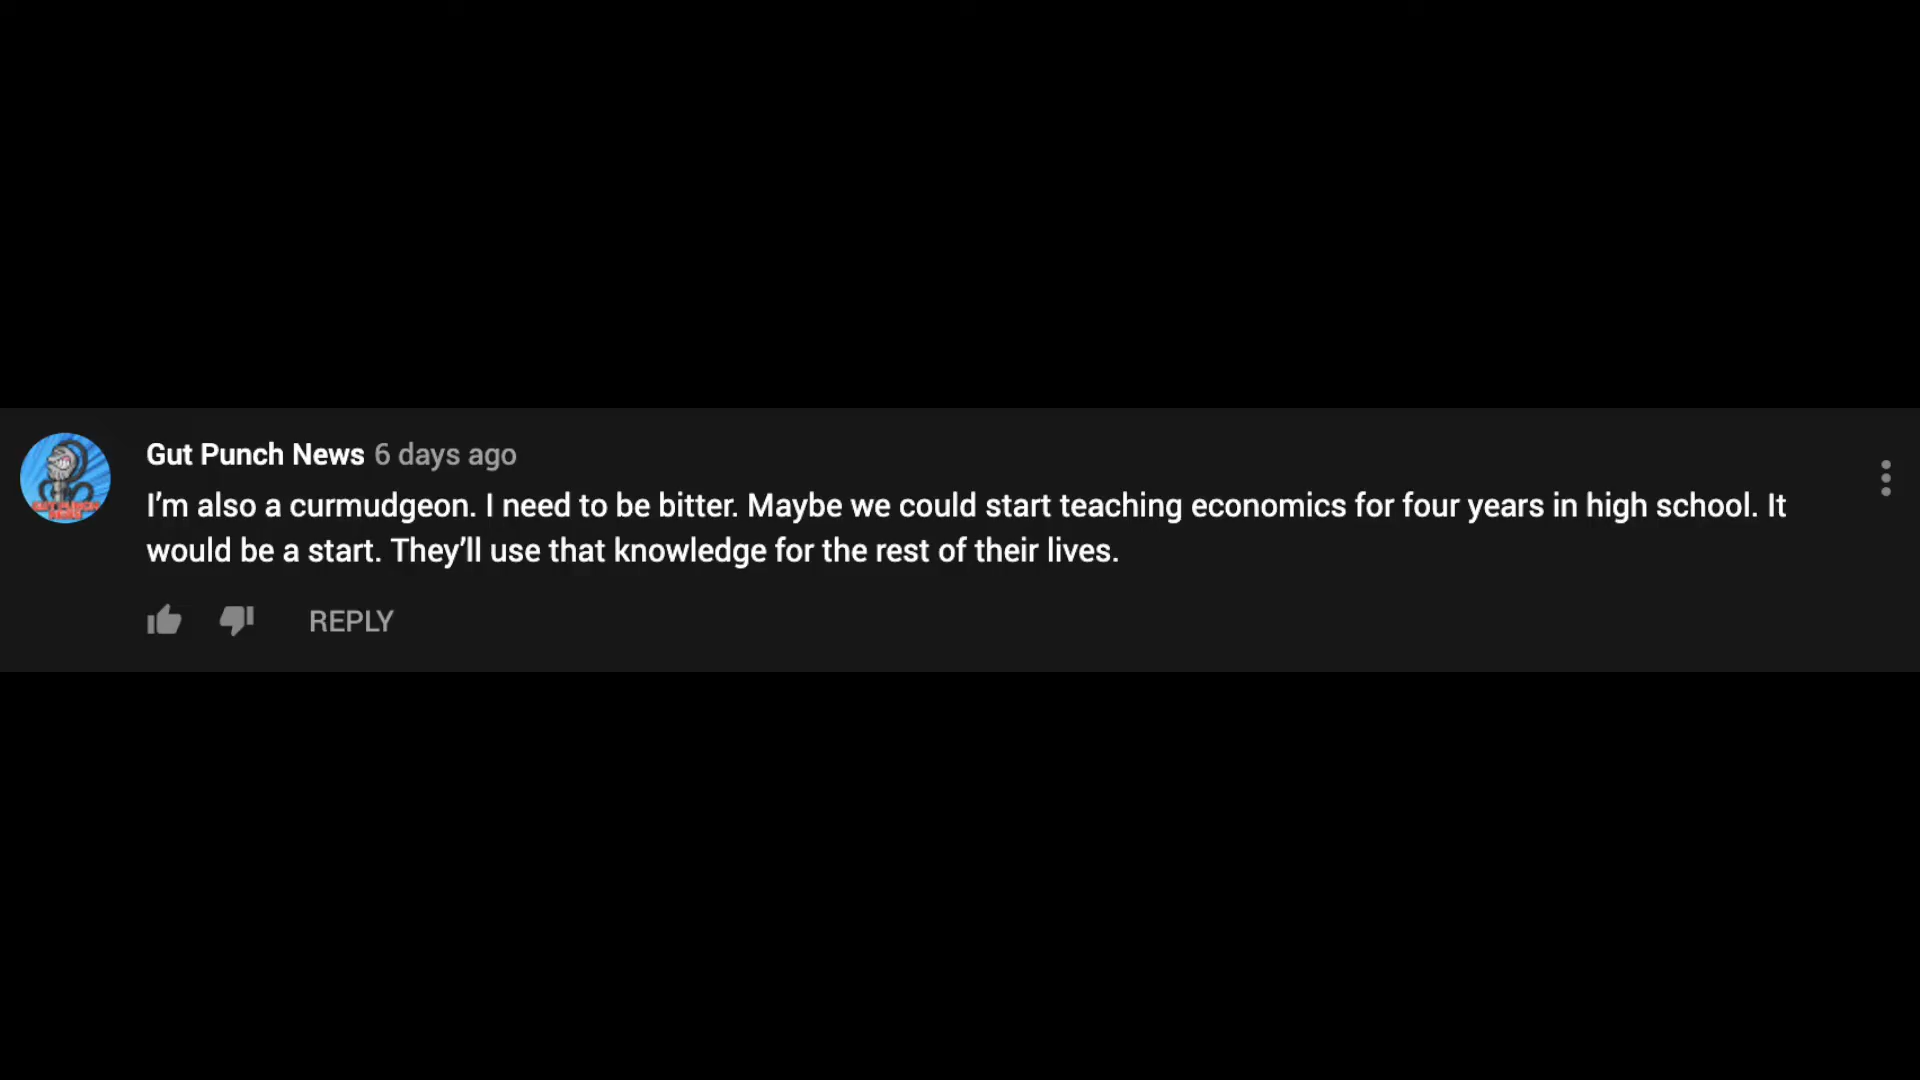 Gut Punch News 6 days ago
I’m also a curmudgeon. I need to be bitter. Maybe we could start teaching economics for four years in high school. It
would be a start. They’ll use that knowledge for the rest of their lives.
REPLY